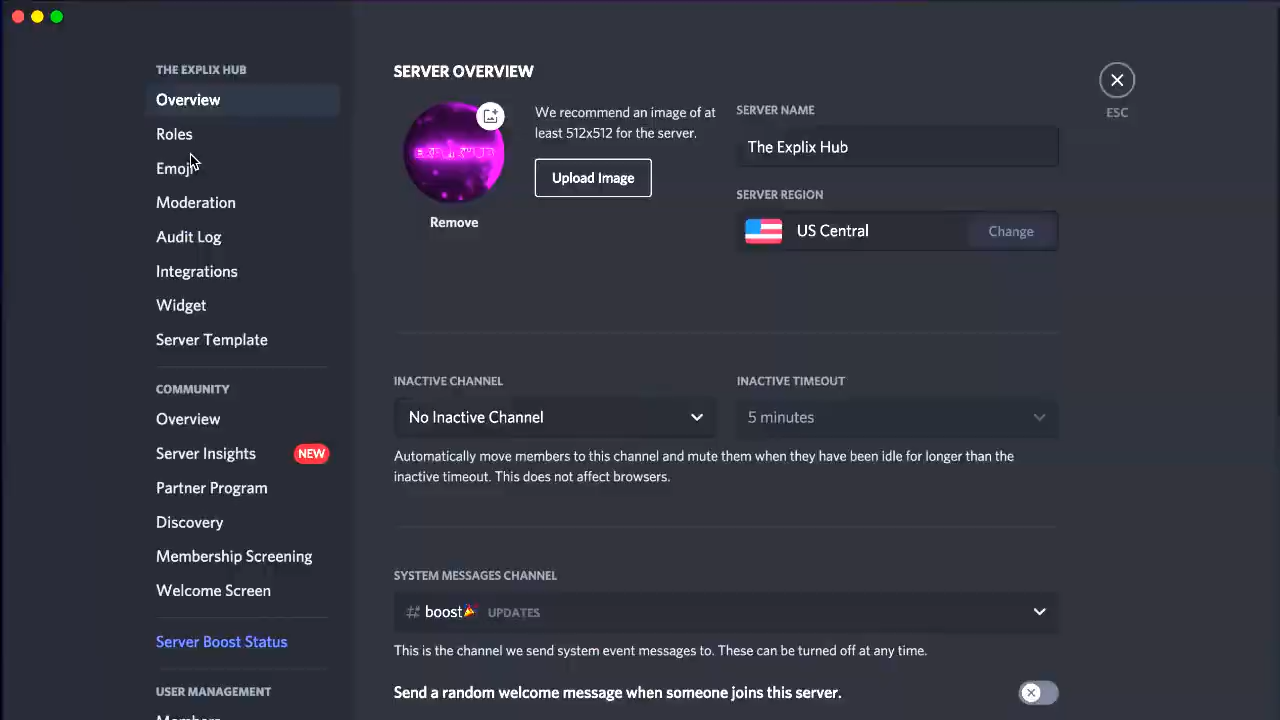 THE EXPLIX HUB
Overview
Roles
Emoji
Moderation
Audit Log
Integrations
Widget
Server Template
COMMUNITY
Overview
Server Insights NEW
Partner Program
Discovery
Membership Screening
Welcome Screen
Server Boost Status
USER MANAGEMENT
SERVER OVERVIEW
EXPLIX HUB
Remove
We recommend an image of at
least 512x512 for the server.
Upload Image
SERVER NAME
The Explix Hub
SERVER REGION
US Central
Change
ESC
INACTIVE CHANNEL
No Inactive Channel
INACTIVE TIMEOUT
5 minutes
Automatically move members to this channel and mute them when they have been idle for longer than the
inactive timeout. This does not affect browsers.
SYSTEM MESSAGES CHANNEL
# boost🎉 UPDATES
This is the channel we send system event messages to. These can be turned off at any time.
Send a random welcome message when someone joins this server.